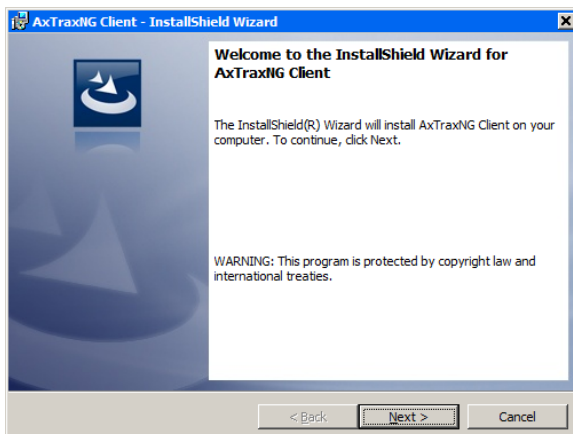 AxTraxNG Client - InstallShield Wizard
Welcome to the InstallShield Wizard for
AxTraxNG Client
The InstallShield(R) Wizard will install AxTraxNG Client on your
computer. To continue, click Next.
WARNING: This program is protected by copyright law and
international treaties.
< Back
Next >
Cancel